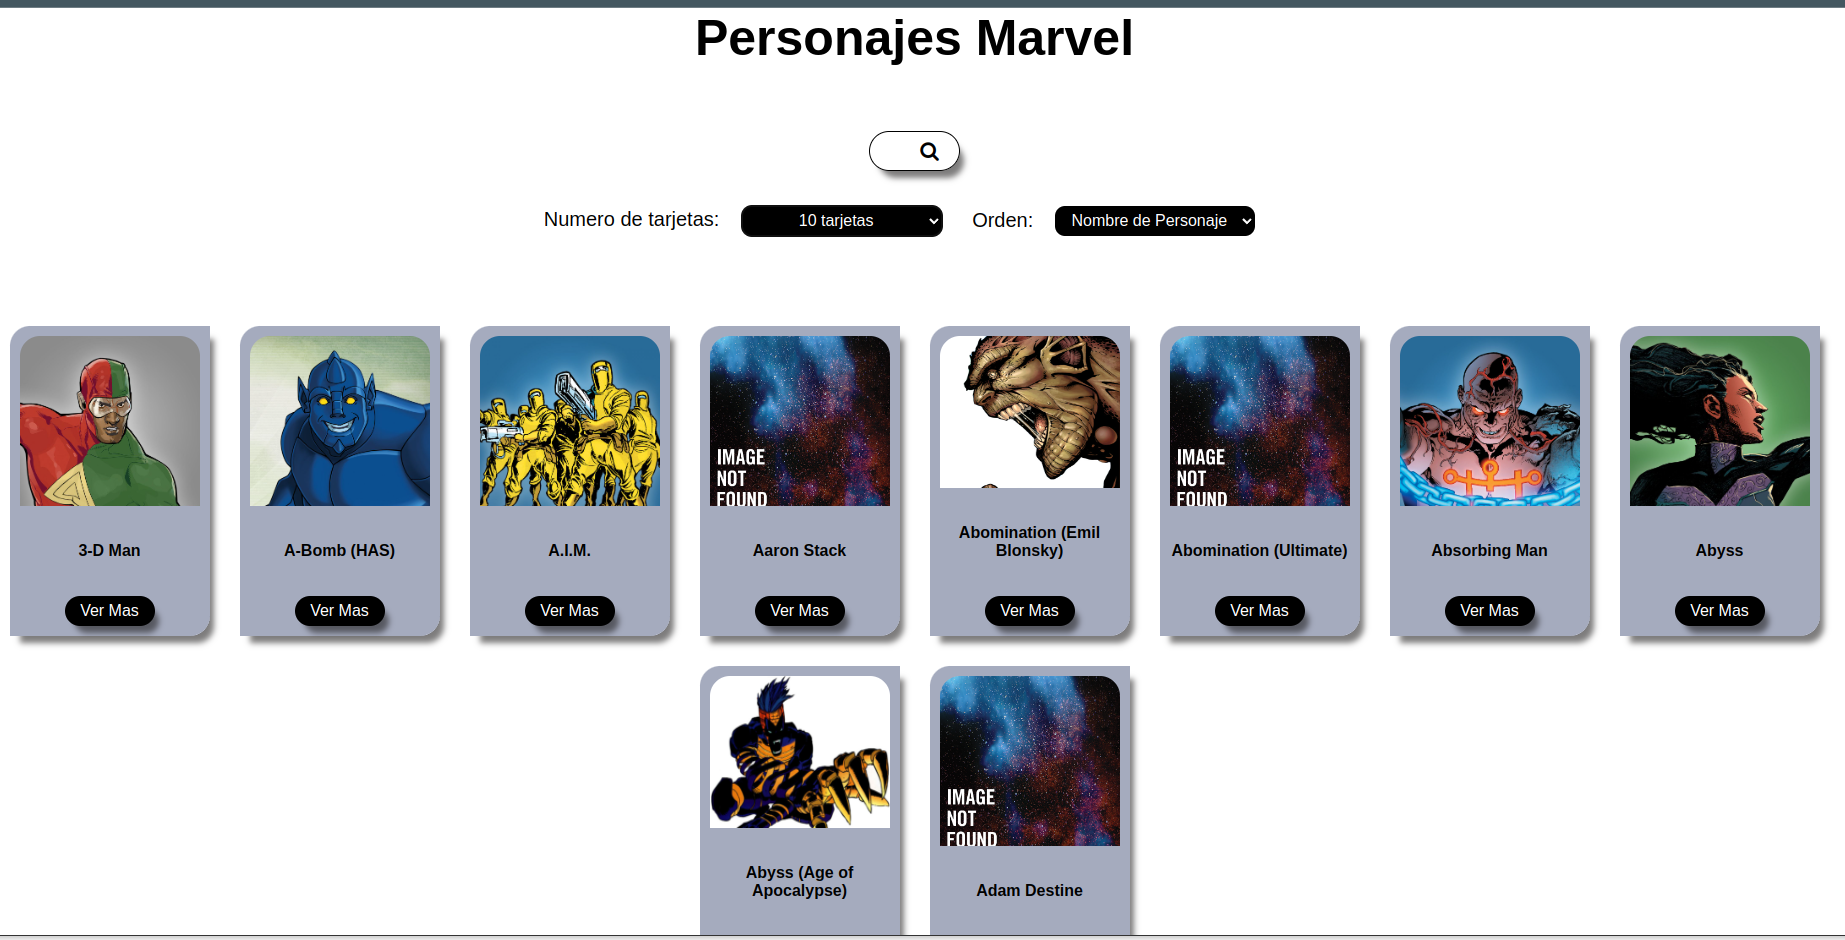 Personajes Marvel
Numero de tarjetas: 10 tarjetas Orden: Nombre de Personaje
IMAGE
NOT
FOUND
IMAGE
NOT
FOUND
3-D Man
A-Bomb (HAS)
A.I.M.
Aaron Stack
Abomination (Emil
Blonsky)
Abomination (Ultimate)
Absorbing Man
Abyss
Ver Mas
Ver Mas
Ver Mas
Ver Mas
Ver Mas
Ver Mas
Ver Mas
Ver Mas
IMAGE
NOT
FOUND
Abyss (Age of
Apocalypse)
Adam Destine